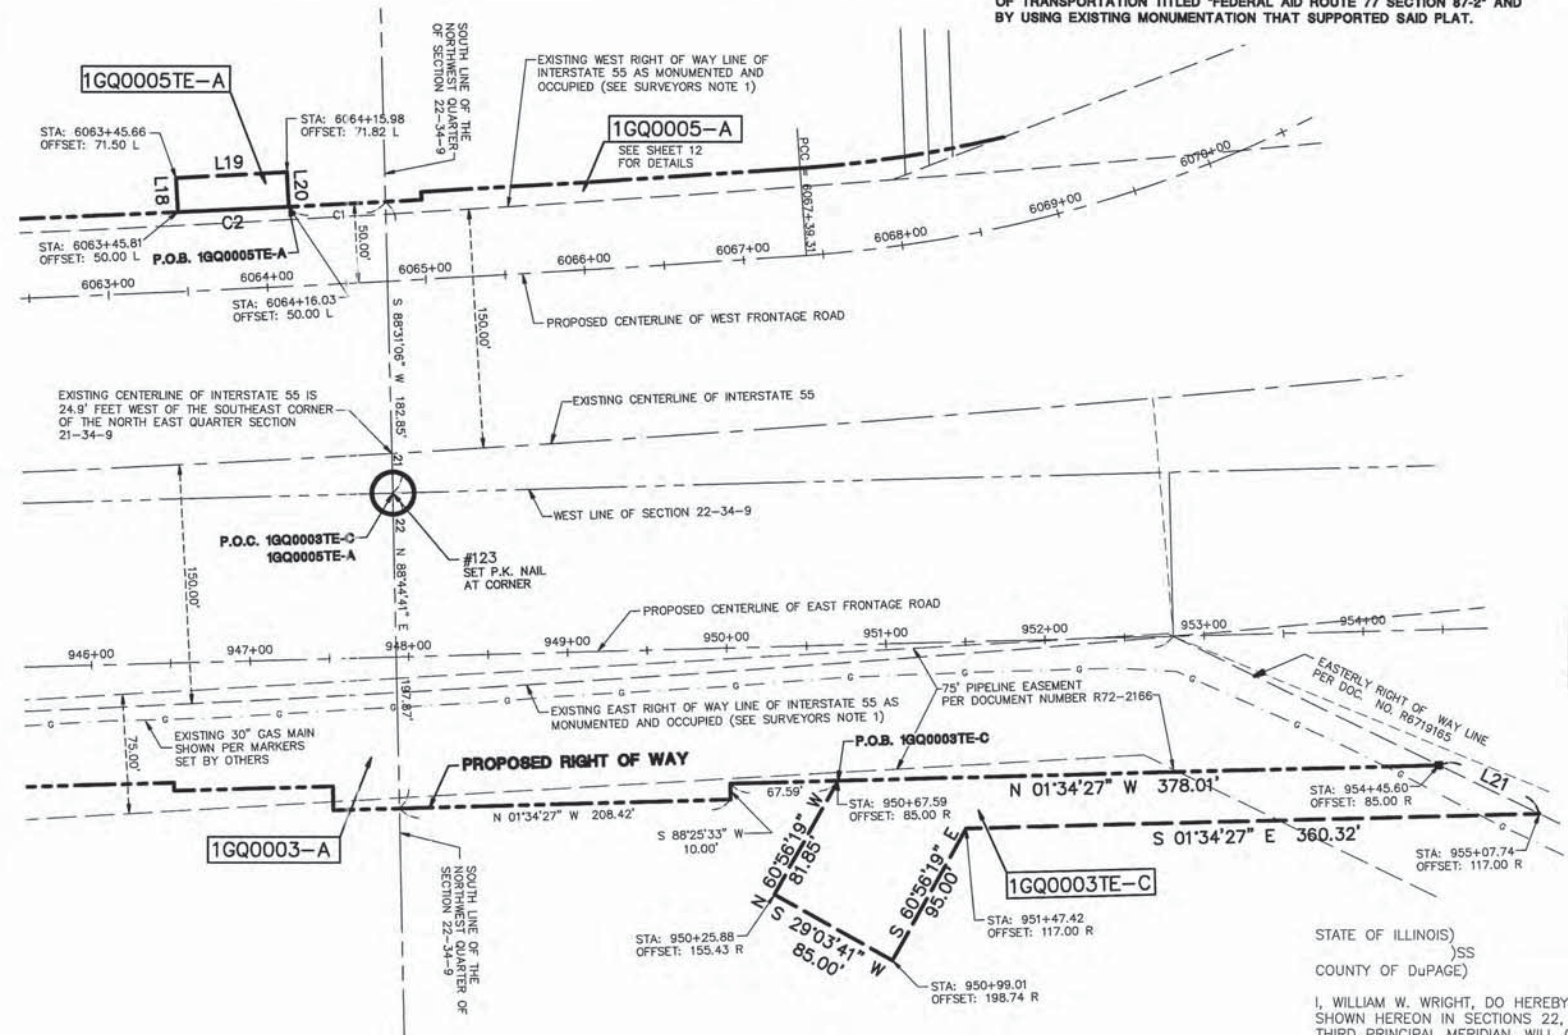 OF TRANSPORTATION TITLED "FEDERAL AID ROUTE 77 SECTION 87-2" AND
BY USING EXISTING MONUMENTATION THAT SUPPORTED SAID PLAT.
SOUTH LINE OF THE
NORTHWEST QUARTER
OF SECTION 22-34-9
EXISTING WEST RIGHT OF WAY LINE OF
INTERSTATE 55 AS MONUMENTED AND
OCCUPIED (SEE SURVEYORS NOTE 1)
1GQ0005TE-A
STA: 6063+45.66
OFFSET: 71.50 L
STA: 6064+15.98
OFFSET: 71.82 L
1GQ0005-A
SEE SHEET 12
FOR DETAILS
L19
L18
L20
C2
C1
50.00'
PCC = 6067+39.31
STA: 6063+45.81
OFFSET: 50.00 L
P.O.B. 1GQ0005TE-A
STA: 6064+16.03
OFFSET: 50.00 L
6063+00
6064+00
6065+00
6066+00
6067+00
6068+00
6069+00
6070+00
150.00'
PROPOSED CENTERLINE OF WEST FRONTAGE ROAD
S 88°31'06" W 182.85'
EXISTING CENTERLINE OF INTERSTATE 55 IS
24.9' FEET WEST OF THE SOUTHEAST CORNER
OF THE NORTH EAST QUARTER SECTION
21-34-9
EXISTING CENTERLINE OF INTERSTATE 55
21
22
WEST LINE OF SECTION 22-34-9
P.O.C. 1GQ0003TE-C
1GQ0005TE-A
#123
SET P.K. NAIL
AT CORNER
N 88°44'41" E 197.87'
150.00'
PROPOSED CENTERLINE OF EAST FRONTAGE ROAD
946+00
947+00
948+00
949+00
950+00
951+00
952+00
953+00
954+00
G
G
G
G
G
G
G
G
G
G
G
75' PIPELINE EASEMENT
PER DOCUMENT NUMBER R72-2166
EASTERLY RIGHT OF WAY LINE
PER DOC. NO. R6719165
EXISTING EAST RIGHT OF WAY LINE OF INTERSTATE 55 AS
MONUMENTED AND OCCUPIED (SEE SURVEYORS NOTE 1)
EXISTING 30" GAS MAIN
SHOWN PER MARKERS
SET BY OTHERS
75.00'
PROPOSED RIGHT OF WAY
P.O.B. 1GQ0003TE-C
67.59'
STA: 950+67.59
OFFSET: 85.00 R
N 01°34'27" W 378.01'
STA: 954+45.60
OFFSET: 85.00 R
L21
N 01°34'27" W 208.42'
S 88°25'33" W
10.00'
1GQ0003-A
N 60°56'19" W
81.85'
S 60°56'19" E
95.00'
S 01°34'27" E 360.32'
STA: 955+07.74
OFFSET: 117.00 R
1GQ0003TE-C
SOUTH LINE OF THE
NORTHWEST QUARTER OF
SECTION 22-34-9
STA: 950+25.88
OFFSET: 155.43 R
S 29°03'41" W
85.00'
STA: 951+47.42
OFFSET: 117.00 R
STA: 950+99.01
OFFSET: 198.74 R
STATE OF ILLINOIS)
)SS
COUNTY OF DuPAGE)
I, WILLIAM W. WRIGHT, DO HEREBY
SHOWN HEREON IN SECTIONS 22,
THIRD PRINCIPAL MERIDIAN, WILL